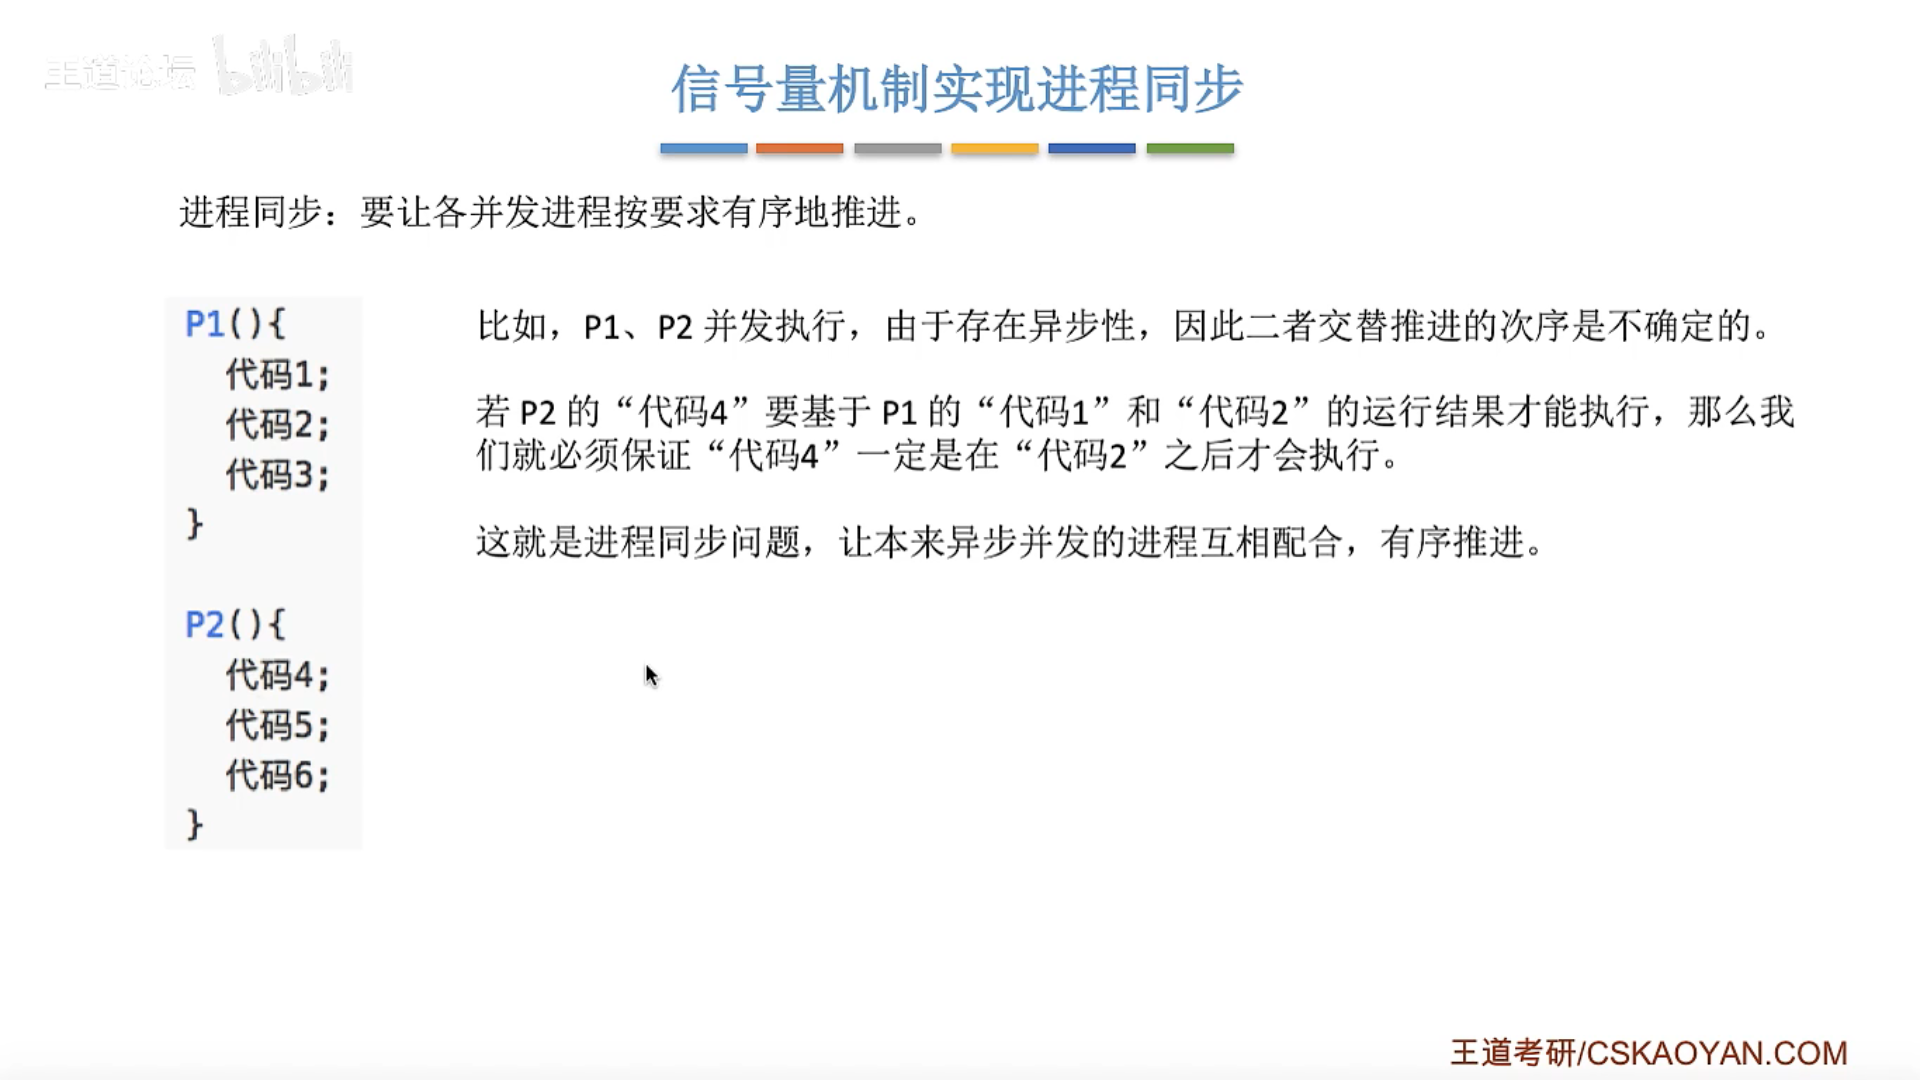 王道论坛 bilibili
信号量机制实现进程同步
进程同步：要让各并发进程按要求有序地推进。
P1(){
代码1;
代码2;
代码3;
}
P2(){
代码4;
代码5;
代码6;
}
比如，P1、P2 并发执行，由于存在异步性，因此二者交替推进的次序是不确定的。
若 P2 的“代码4”要基于 P1 的“代码1”和“代码2”的运行结果才能执行，那么我
们就必须保证“代码4”一定是在“代码2”之后才会执行。
这就是进程同步问题，让本来异步并发的进程互相配合，有序推进。
王道考研/CSKAOYAN.COM